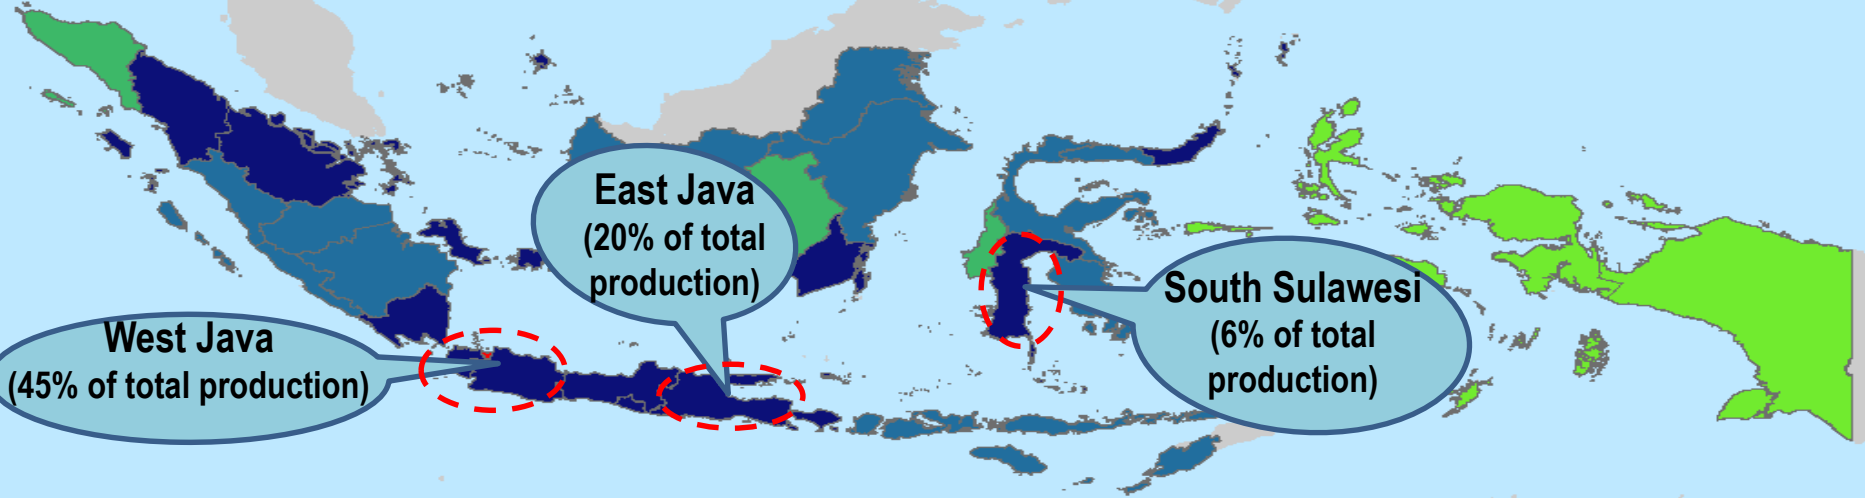 East Java
(20% of total
production)
South Sulawesi
(6% of total
production)
West Java
(45% of total production)